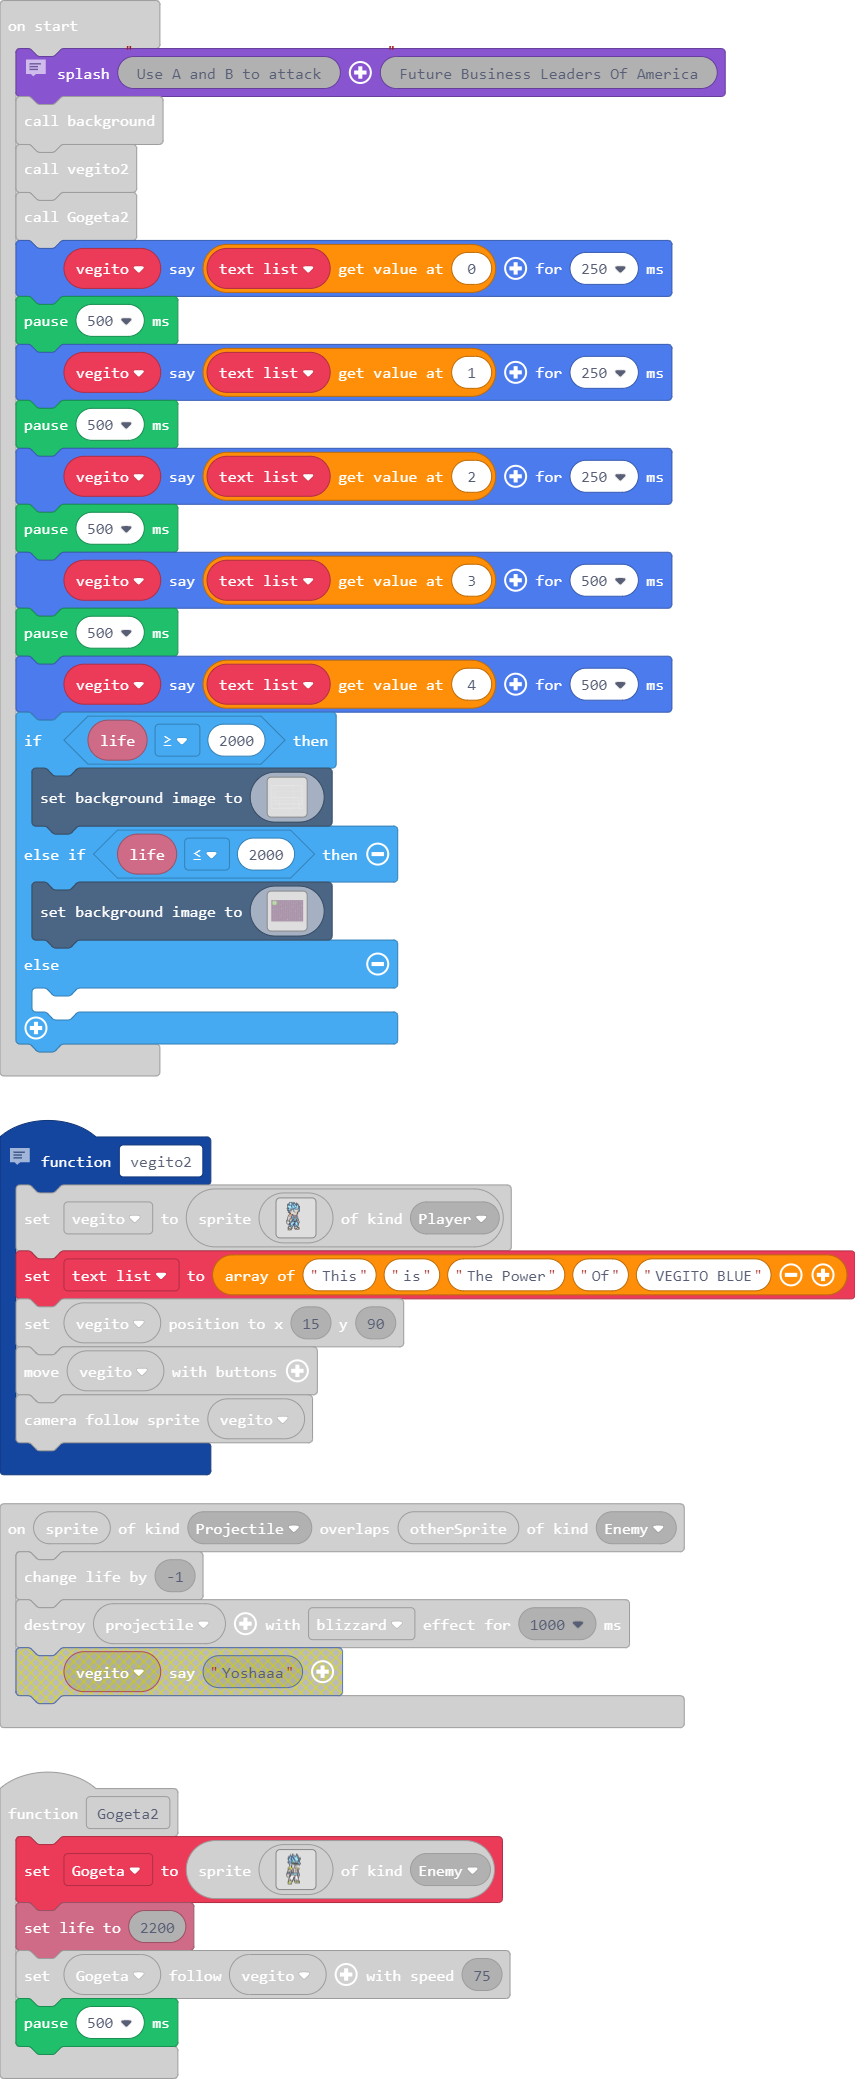 on start
splash " Use A and B to attack " Future Business Leaders Of America
call background
call vegito2
call Gogeta2
vegito say text list get value at 0 for 250 ms
pause 500 ms
vegito say text list get value at 1 for 250 ms
pause 500 ms
vegito say text list get value at 2 for 250 ms
pause 500 ms
vegito say text list get value at 3 for 500 ms
pause 500 ms
vegito say text list get value at 4 for 500 ms
if life ≥ 2000 then
set background image to
else if life ≤ 2000 then
set background image to
else
function vegito2
set vegito to sprite of kind Player
set text list to array of "This" "is" "The Power" "Of" "VEGITO BLUE"
set vegito position to x 15 y 90
move vegito with buttons
camera follow sprite vegito
on sprite of kind Projectile overlaps otherSprite of kind Enemy
change life by -1
destroy projectile with blizzard effect for 1000 ms
vegito say "Yoshaaa"
function Gogeta2
set Gogeta to sprite of kind Enemy
set life to 2200
set Gogeta follow vegito with speed 75
pause 500 ms